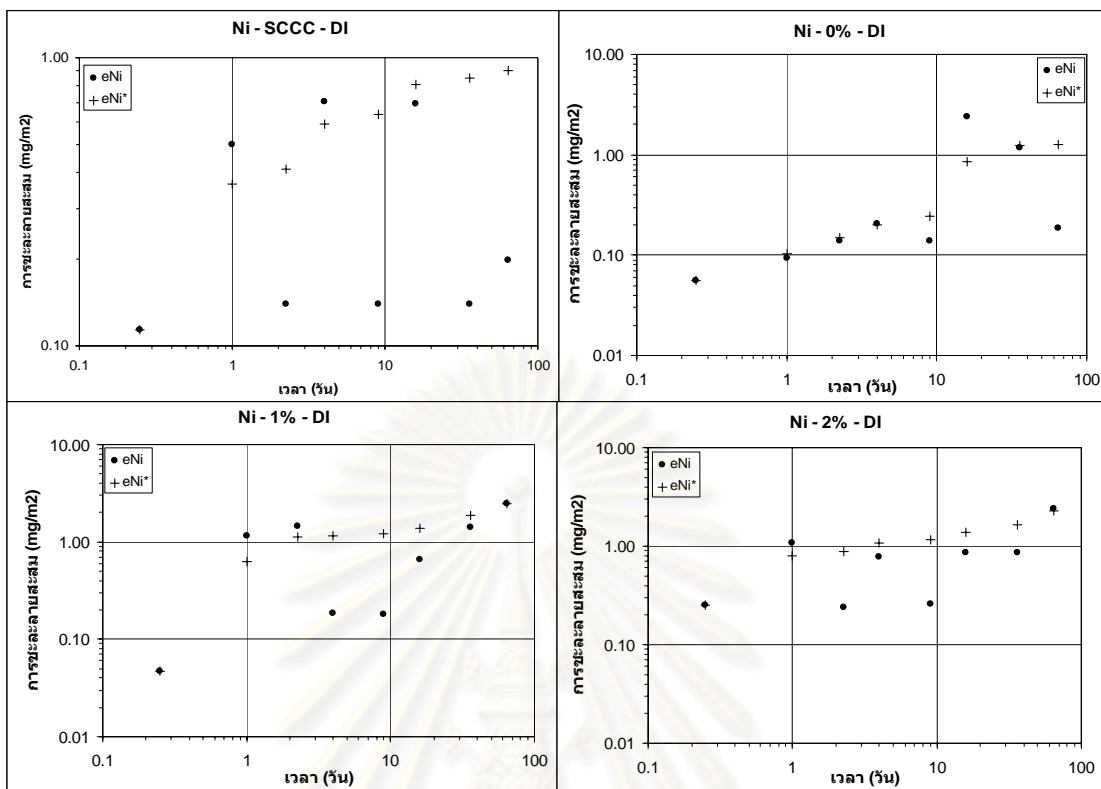 Ni - SCCC - DI
1.00
eNi
eNi*
การชะละลายสะสม (mg/m2)
0.10
0.1
1
10
100
เวลา (วัน)
Ni - 0% - DI
10.00
eNi
eNi*
การชะละลายสะสม (mg/m2)
1.00
0.10
0.01
0.1
1
10
100
เวลา (วัน)
Ni - 1% - DI
10.00
eNi
eNi*
การชะละลายสะสม (mg/m2)
1.00
0.10
0.01
0.1
1
10
100
เวลา (วัน)
Ni - 2% - DI
10.00
eNi
eNi*
การชะละลายสะสม (mg/m2)
1.00
0.10
0.01
0.1
1
10
100
เวลา (วัน)